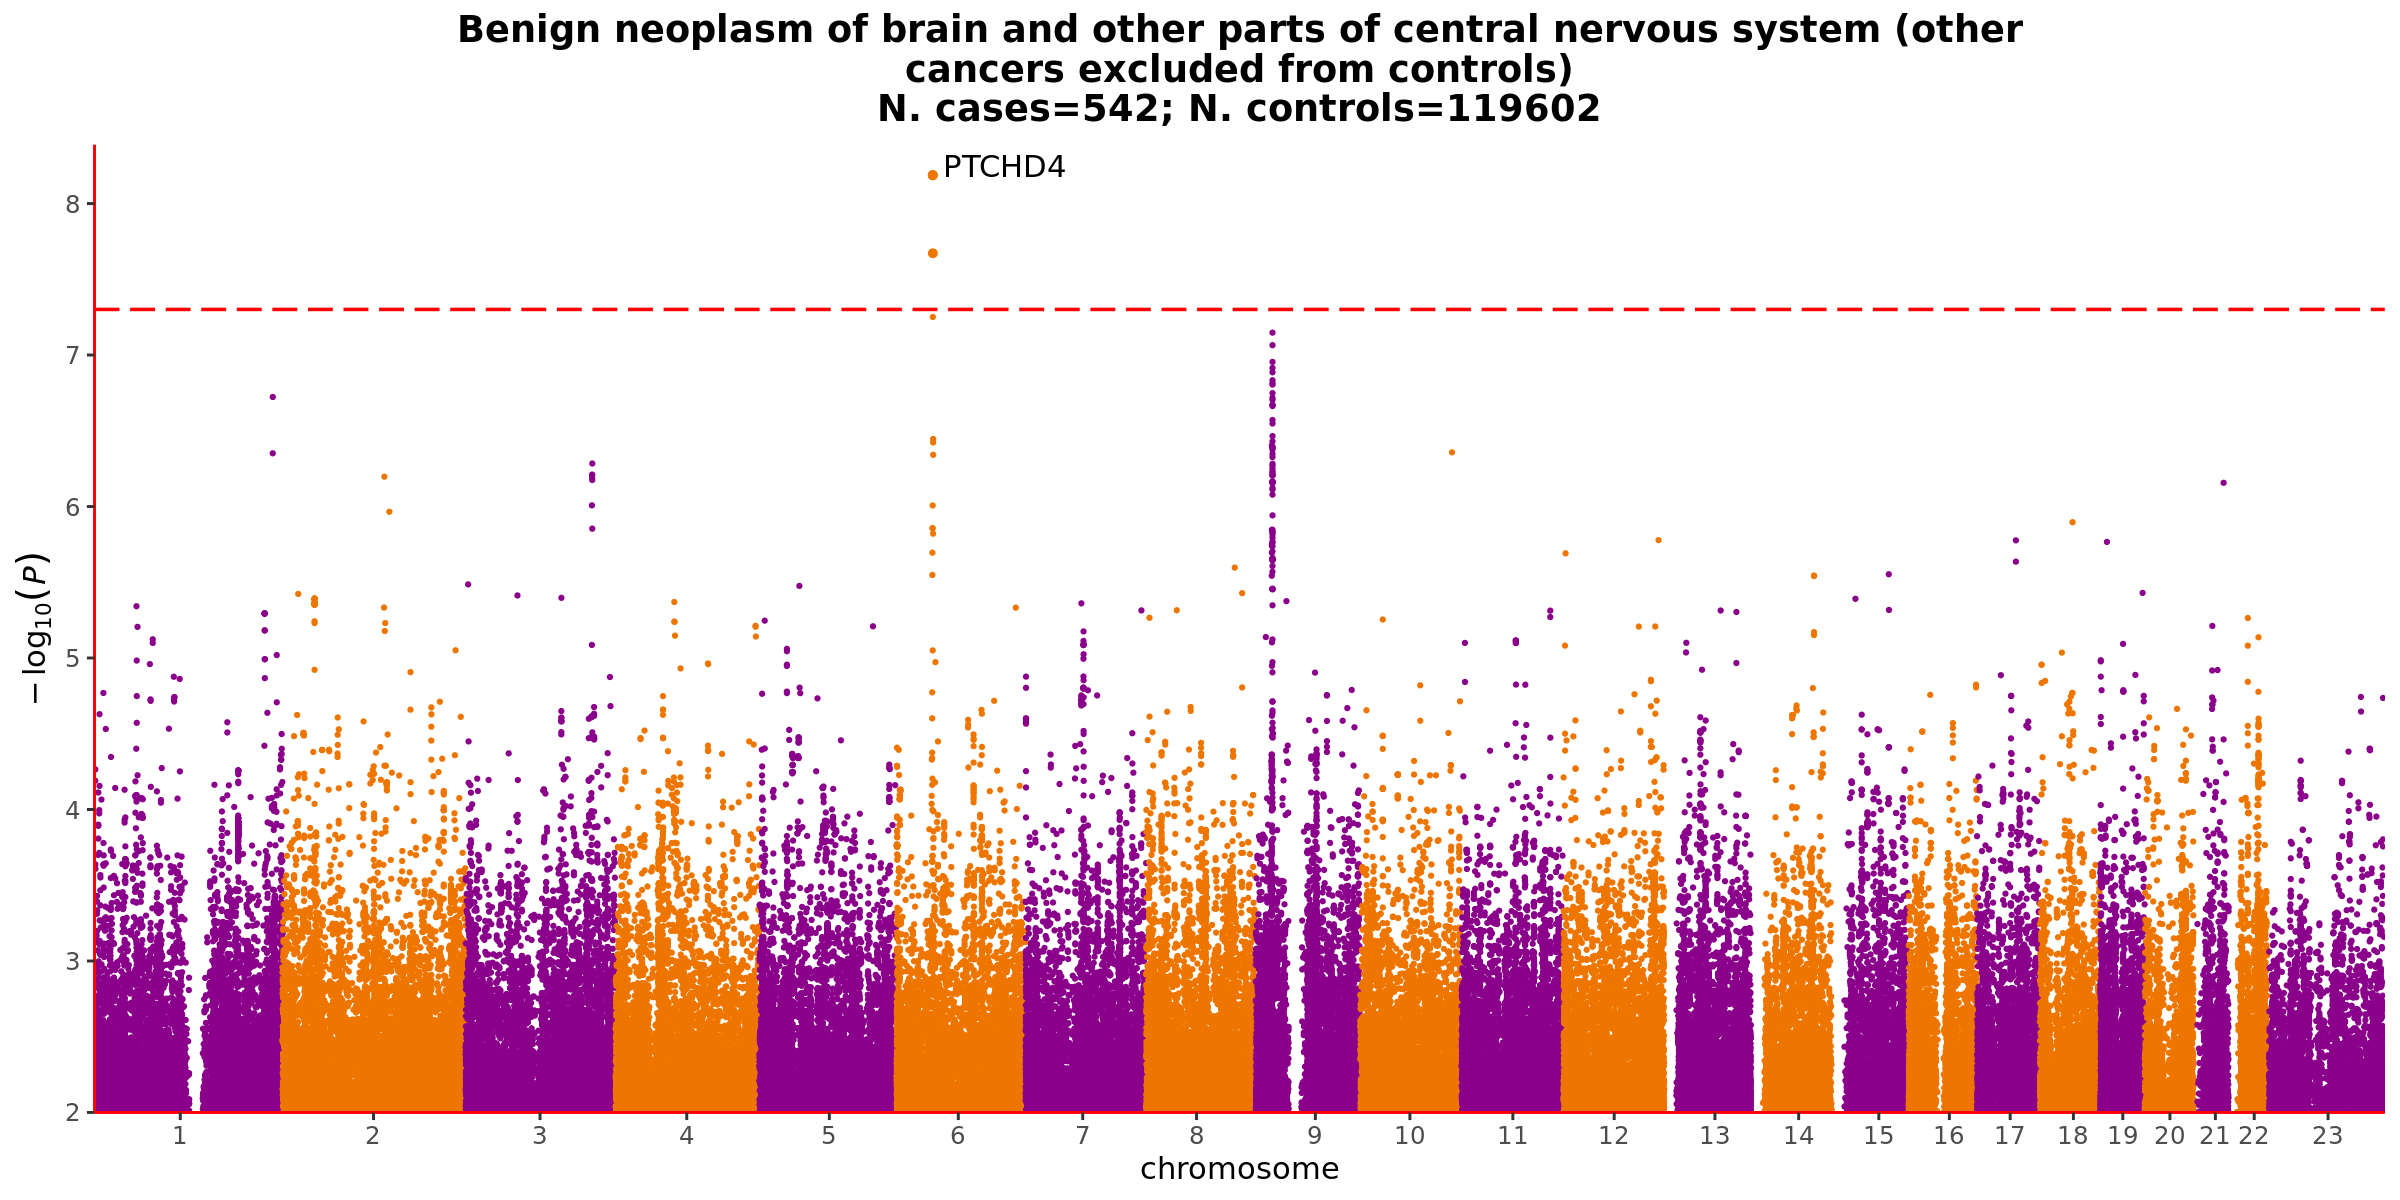 Benign neoplasm of brain and other parts of central nervous system (other
cancers excluded from controls)
N. cases=542; N. controls=119602
PTCHD4
8
7
6
5
4
3
2
−log10(P)
1 2 3 4 5 6 7 8 9 10 11 12 13 14 15 16 17 18 19 20 21 22 23
chromosome